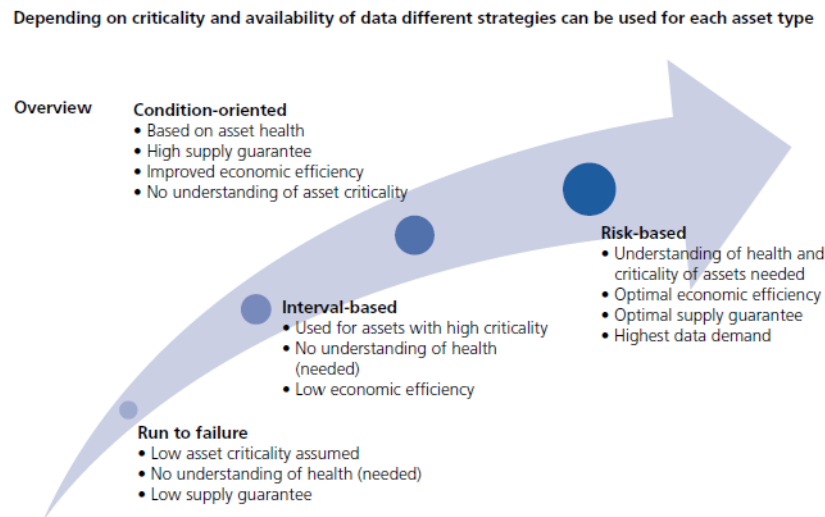 Depending on criticality and availability of data different strategies can be used for each asset type
Overview
Condition-oriented
• Based on asset health
• High supply guarantee
• Improved economic efficiency
• No understanding of asset criticality
Risk-based
• Understanding of health and
criticality of assets needed
• Optimal economic efficiency
• Optimal supply guarantee
• Highest data demand
Interval-based
• Used for assets with high criticality
• No understanding of health
(needed)
• Low economic efficiency
Run to failure
• Low asset criticality assumed
• No understanding of health (needed)
• Low supply guarantee